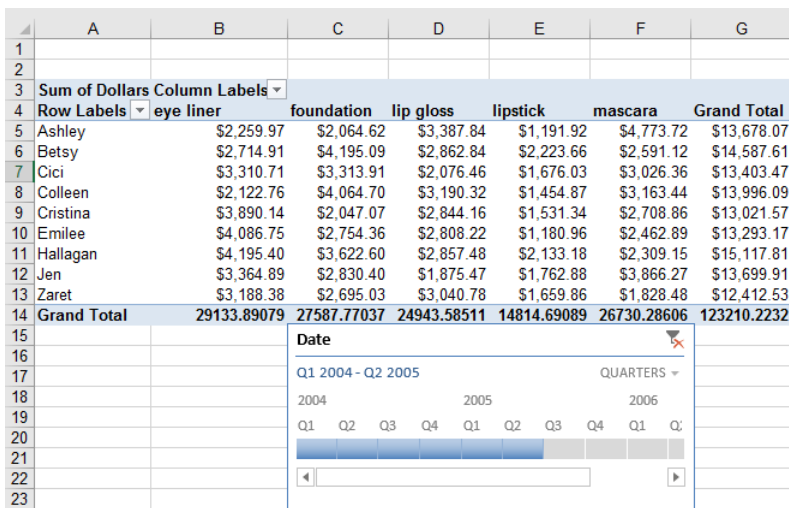 A B C D E F G
1
2
3 Sum of Dollars Column Labels
4 Row Labels eye liner foundation lip gloss lipstick mascara Grand Total
5 Ashley $2,259.97 $2,064.62 $3,387.84 $1,191.92 $4,773.72 $13,678.07
6 Betsy $2,714.91 $4,195.09 $2,862.84 $2,223.66 $2,591.12 $14,587.61
7 Cici $3,310.71 $3,313.91 $2,076.46 $1,676.03 $3,026.36 $13,403.47
8 Colleen $2,122.76 $4,064.70 $3,190.32 $1,454.87 $3,163.44 $13,996.09
9 Cristina $3,890.14 $2,047.07 $2,844.16 $1,531.34 $2,708.86 $13,021.57
10 Emilee $4,086.75 $2,754.36 $2,808.22 $1,180.96 $2,462.89 $13,293.17
11 Hallagan $4,195.40 $3,622.60 $2,857.48 $2,133.18 $2,309.15 $15,117.81
12 Jen $3,364.89 $2,830.40 $1,875.47 $1,762.88 $3,866.27 $13,699.91
13 Zaret $3,188.38 $2,695.03 $3,040.78 $1,659.86 $1,828.48 $12,412.53
14 Grand Total 29133.89079 27587.77037 24943.58511 14814.69089 26730.28606 123210.2232
15 Date
16
17 Q1 2004 - Q2 2005 QUARTERS
18 2004 2005 2006
19 Q1 Q2 Q3 Q4 Q1 Q2 Q3 Q4 Q1
20
21
22
23